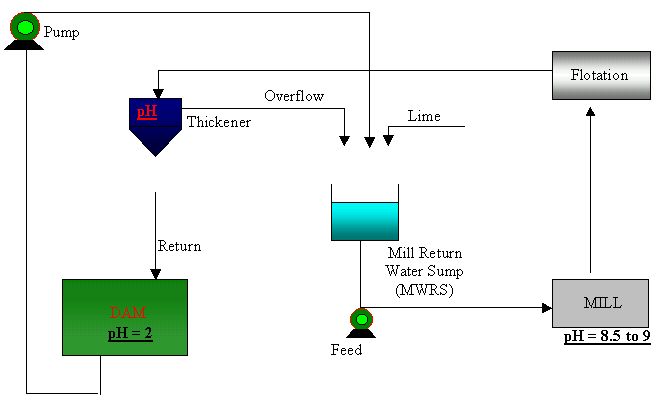 Pump
Flotation
Overflow
pH
Thickener
Lime
Return
Mill Return
Water Sump
(MWRS)
DAM
pH = 2
MILL
pH = 8.5 to 9
Feed